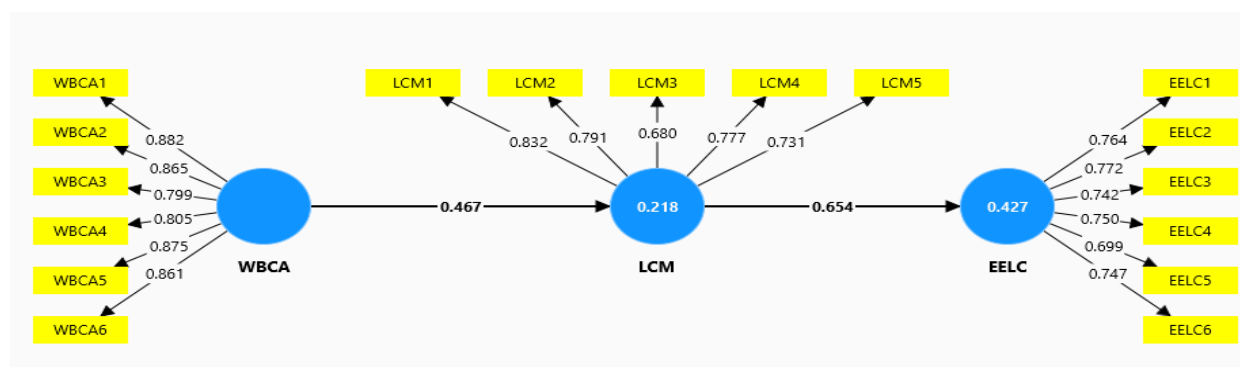 WBCA1
WBCA2
WBCA3
WBCA4
WBCA5
WBCA6
0.882
0.865
0.799
0.805
0.875
0.861
WBCA
0.467
LCM1
LCM2
LCM3
LCM4
LCM5
0.832
0.791
0.680
0.777
0.731
0.218
LCM
0.654
0.427
EELC
0.764
0.772
0.742
0.750
0.699
0.747
EELC1
EELC2
EELC3
EELC4
EELC5
EELC6